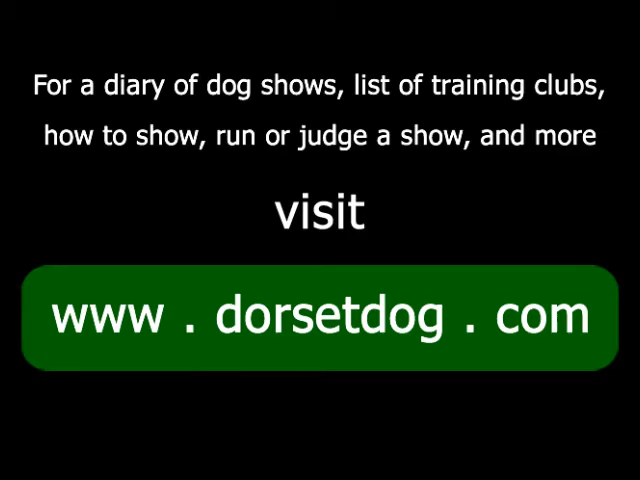 For a diary of dog shows, list of training clubs,
how to show, run or judge a show, and more
visit
www . dorsetdog . com